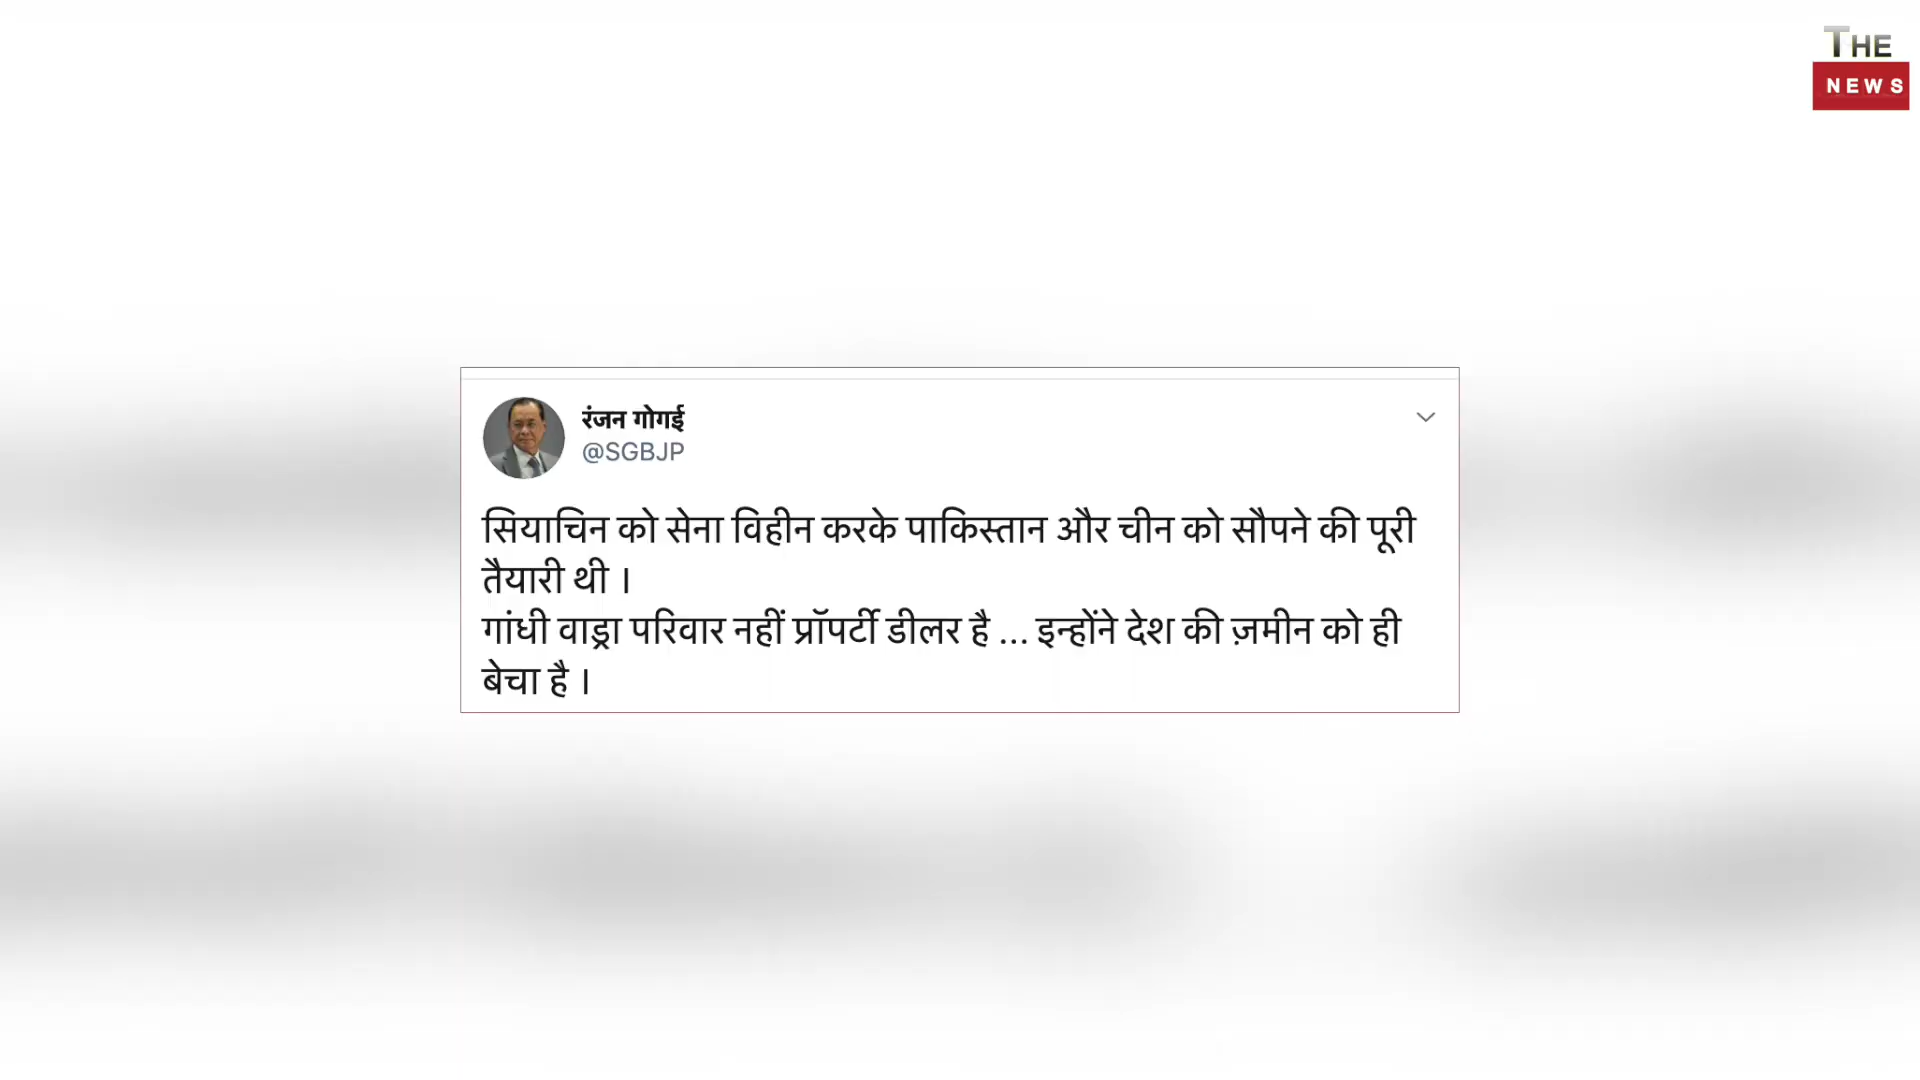 THE
NEWS
रंजन गोगई
@SGBJP
सियाचिन को सेना विहीन करके पाकिस्तान और चीन को सौपने की पूरी
तैयारी थी ।
गांधी वाड्रा परिवार नहीं प्रॉपर्टी डीलर है ... इन्होंने देश की ज़मीन को ही
बेचा है ।